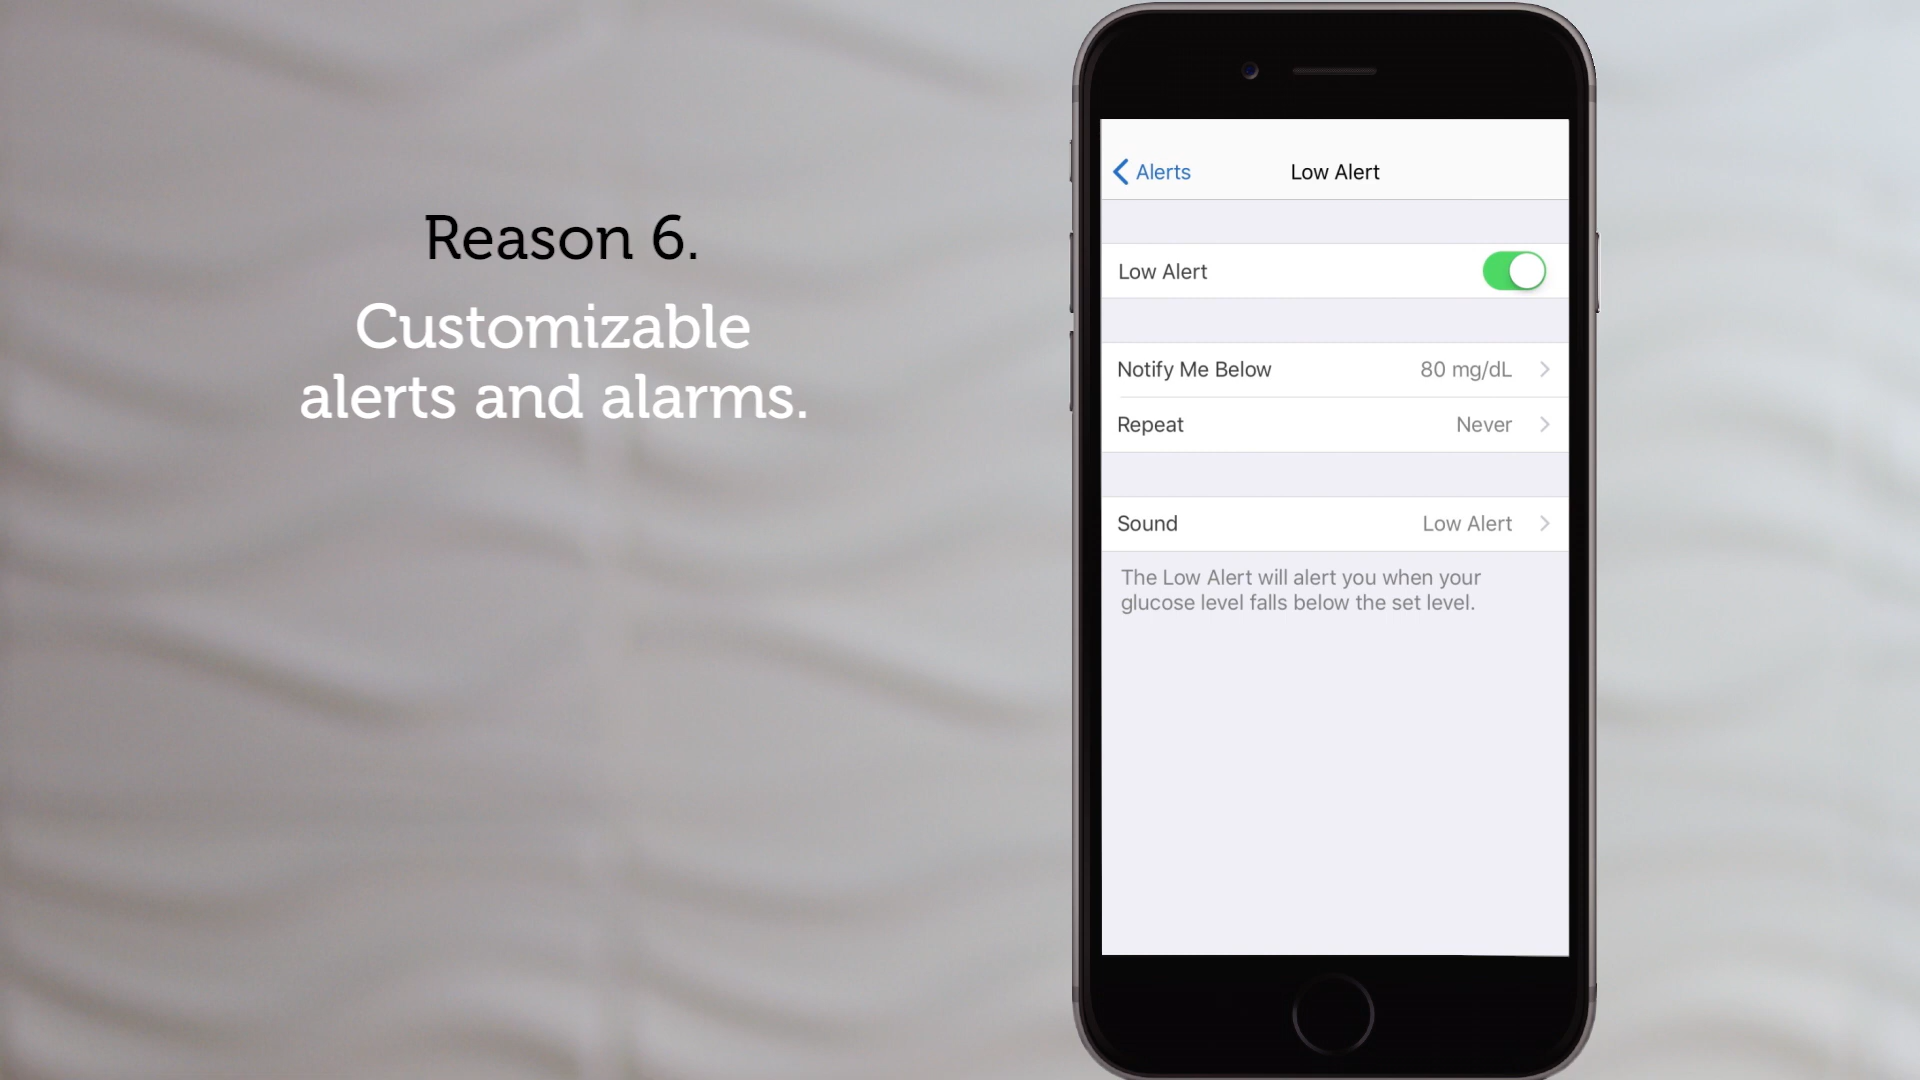 Reason 6.
Customizable
alerts and alarms.
Alerts
Low Alert
Low Alert
Notify Me Below 80 mg/dL
Repeat Never
Sound Low Alert
The Low Alert will alert you when your
glucose level falls below the set level.